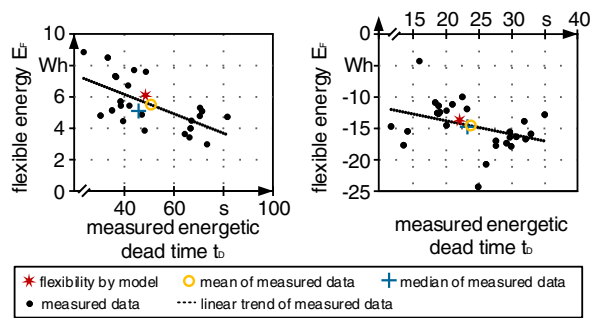 10
Wh
6
4
2
0
40
60
s
100
flexible energy E_F
measured energetic
dead time t_D
0
Wh
-10
-15
-20
-25
15
20
25
30
s
40
flexible energy E_F
measured energetic
dead time t_D
flexibility by model
mean of measured data
median of measured data
measured data
linear trend of measured data